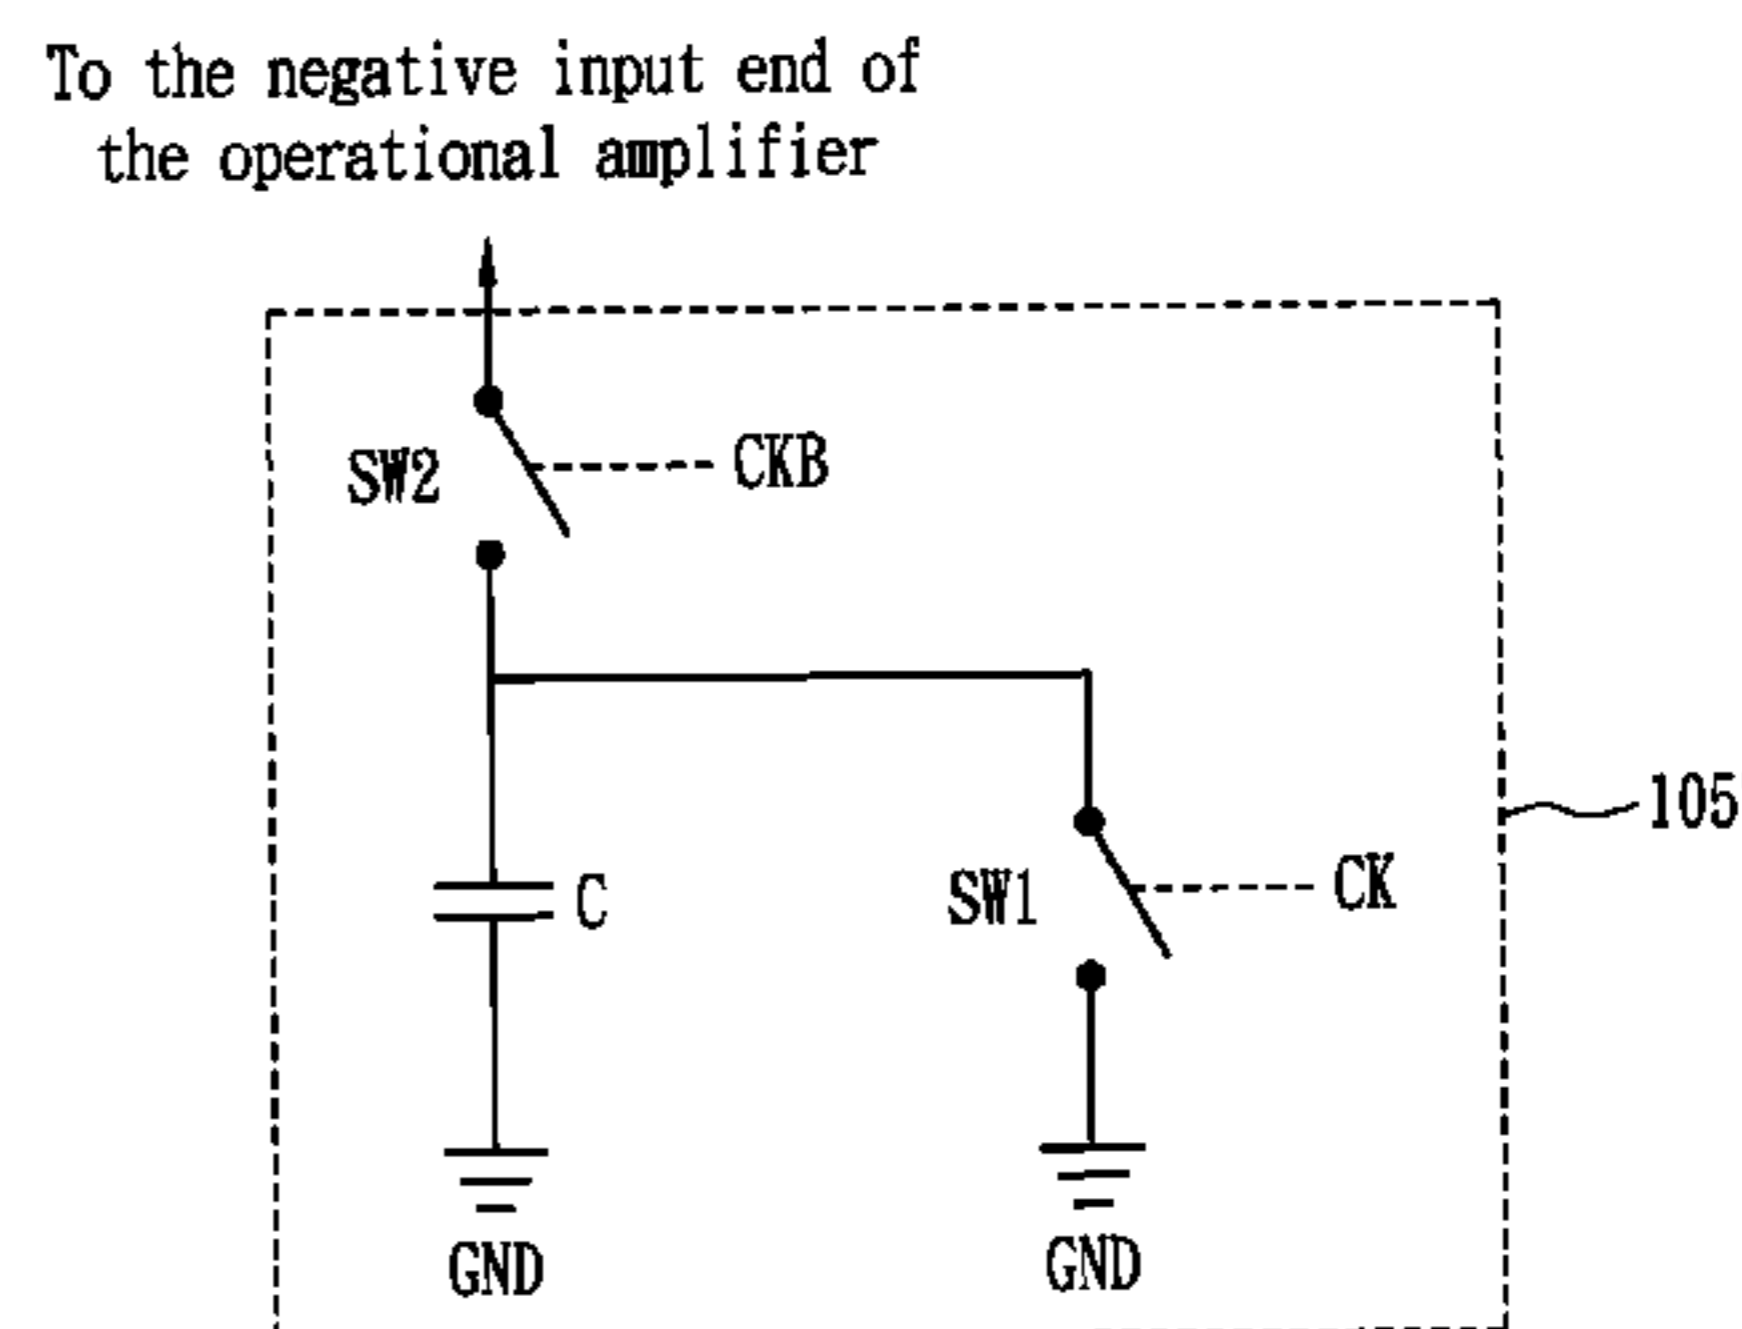 To the negative input end of
the operational amplifier
SW2
CKB
105
C
SW1
CK
GND
GND